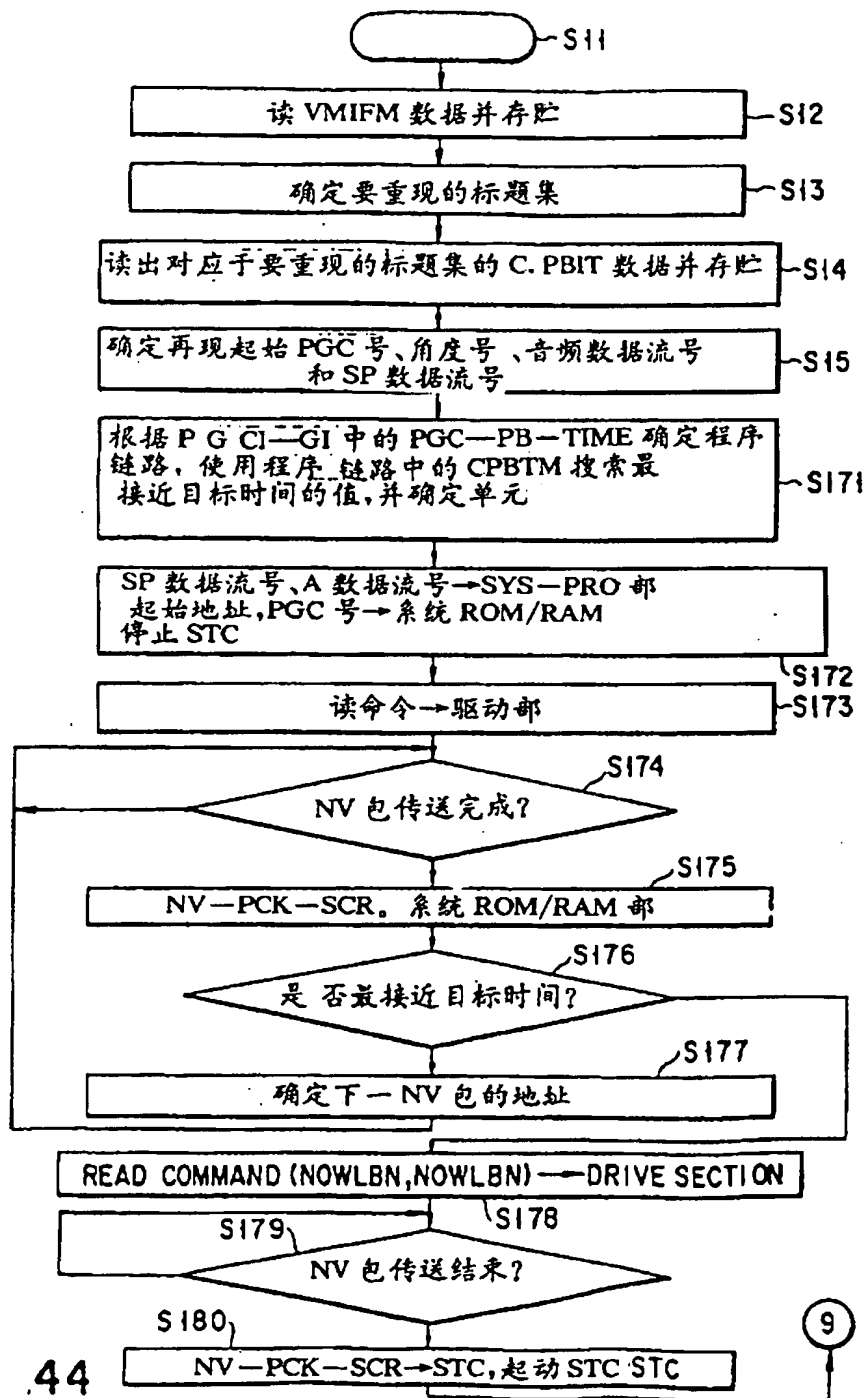 S11
读 VMIFM 数据并存贮
S12
确定要重现的标题集
S13
读出对应于要重现的标题集的 C. PBIT 数据并存贮
S14
确定再现起始 PGC 号、角度号、音频数据流号
和 SP 数据流号
S15
根据 P G CI—GI 中的 PGC—PB—TIME 确定程序
链路, 使用程序 链路中的 CPBTM 搜索最
接近目标时间的值,并确定单元
S171
SP 数据流号、A 数据流号→SYS—PRO 部
起始地址,PGC 号→系统 ROM/RAM
停止 STC
S172
读命令→驱动部
S173
S174
NV 包传送完成?
S175
NV—PCK—SCR。系统 ROM/RAM 部
S176
是 否最接近目标时间?
S177
确定下一 NV 包的地址
READ COMMAND (NOWLBN,NOWLBN)→DRIVE SECTION
S178
S179
NV 包传送结束?
S180
NV—PCK—SCR→STC,起动 STC STC
9
.44